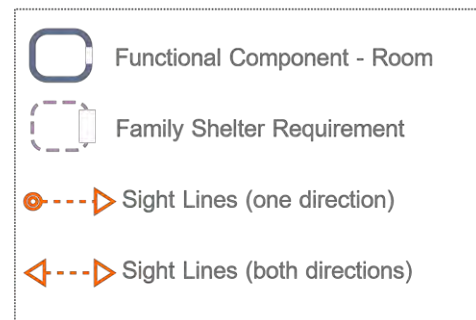 Functional Component - Room
Family Shelter Requirement
Sight Lines (one direction)
Sight Lines (both directions)